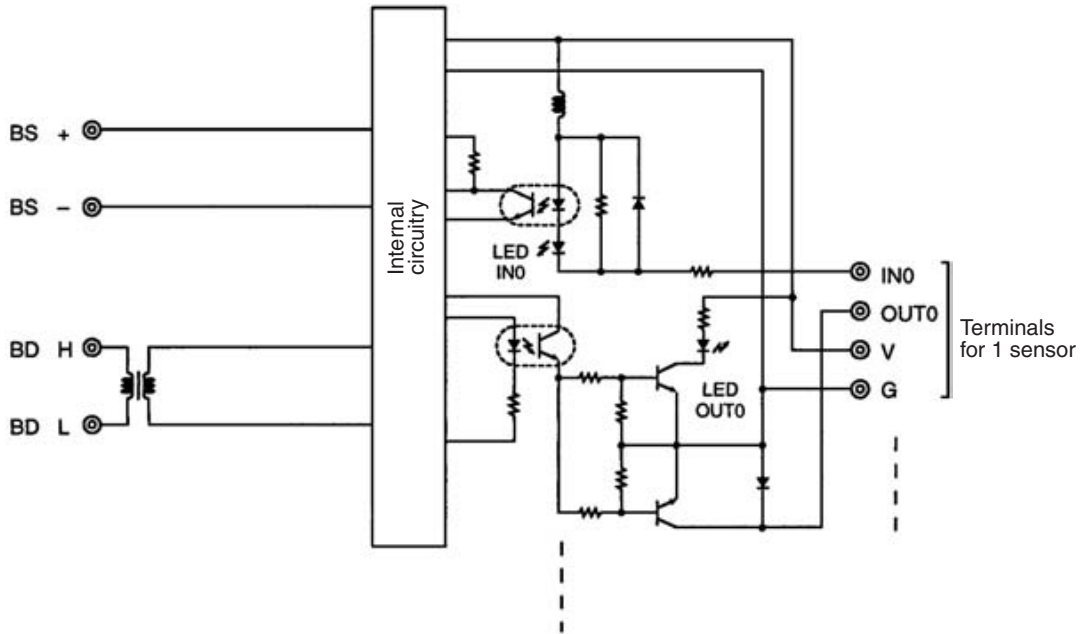 BS +
BS −
BD H
BD L
Internal
circuitry
LED
IN0
LED
OUT0
IN0
OUT0
V
G
Terminals
for 1 sensor